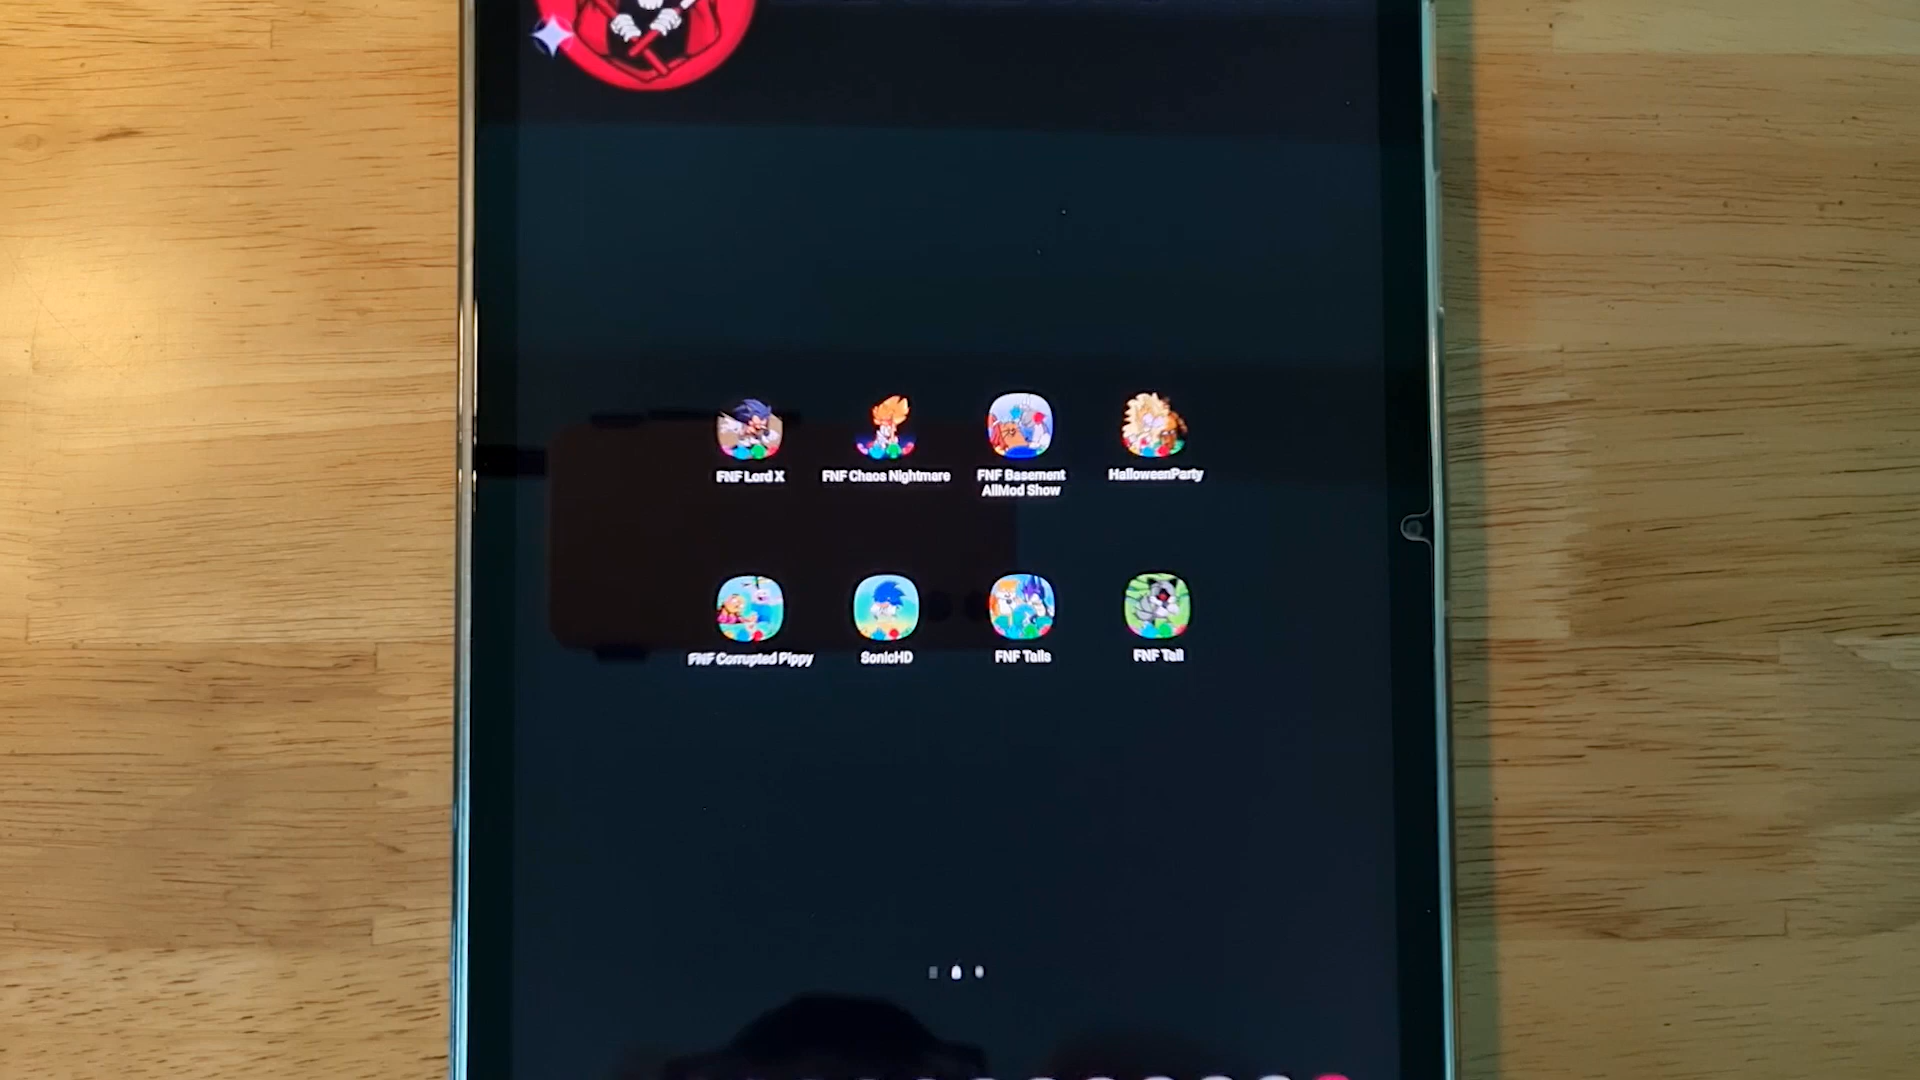 FNF Lord X
FNF Chaos Nightmare
FNF Basement
AllMod Show
HalloweenParty
FNF Corrupted Pippy
SonicHD
FNF Tails
FNF Tail